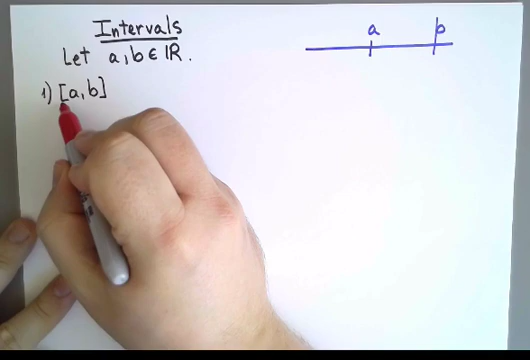 Intervals
Let a, b ∈ ℝ.
a b
1) [a, b]